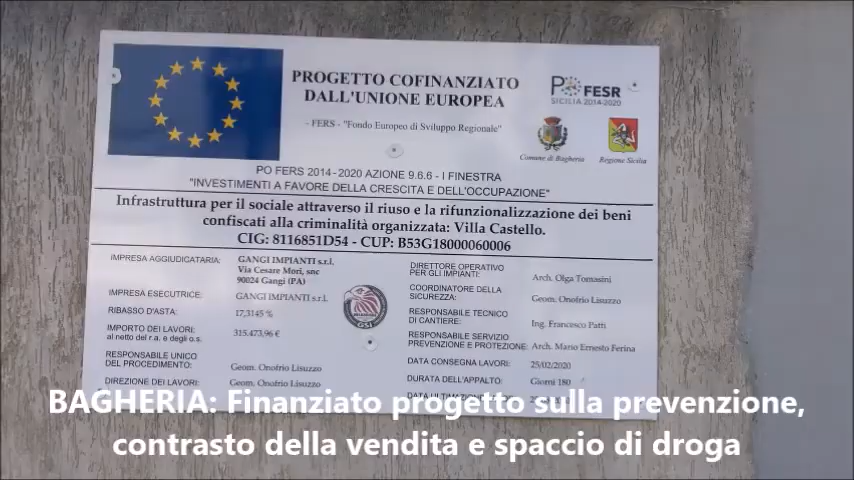 PROGETTO COFINANZIATO
DALL'UNIONE EUROPEA
- FERS - "Fondo Europeo di Sviluppo Regionale"
PO FESR
SICILIA 2014-2020
Comune di Bagheria
Regione Sicilia
PO FERS 2014-2020 AZIONE 9.6.6 - I FINESTRA
"INVESTIMENTI A FAVORE DELLA CRESCITA E DELL'OCCUPAZIONE"
Infrastruttura per il sociale attraverso il riuso e la rifunzionalizzazione dei beni
confiscati alla criminalità organizzata: Villa Castello.
CIG: 8116851D54 - CUP: B53G18000060006
IMPRESA AGGIUDICATARIA: GANGI IMPIANTI s.r.l.
Via Cesare Mori, snc
90024 Gangi (PA)
IMPRESA ESECUTRICE: GANGI IMPIANTI s.r.l.
RIBASSO D'ASTA: 17,3145 %
IMPORTO DEI LAVORI: 315.473,96 €
al netto del r.a. e degli o.s.
RESPONSABILE UNICO
DEL PROCEDIMENTO: Geom. Onofrio Lisuzzo
DIREZIONE DEI LAVORI: Geom. Onofrio Lisuzzo
GSI
DIRETTORE OPERATIVO
PER GLI IMPIANTI: Arch. Olga Tomasini
COORDINATORE DELLA
SICUREZZA: Geom. Onofrio Lisuzzo
RESPONSABILE TECNICO
DI CANTIERE: Ing. Francesco Patti
RESPONSABILE SERVIZIO
PREVENZIONE E PROTEZIONE: Arch. Mario Ernesto Ferina
DATA CONSEGNA LAVORI: 25/02/2020
DURATA DELL'APPALTO: Giorni 180
DATA
BAGHERIA: Finanziato progetto sulla prevenzione,
contrasto della vendita e spaccio di droga